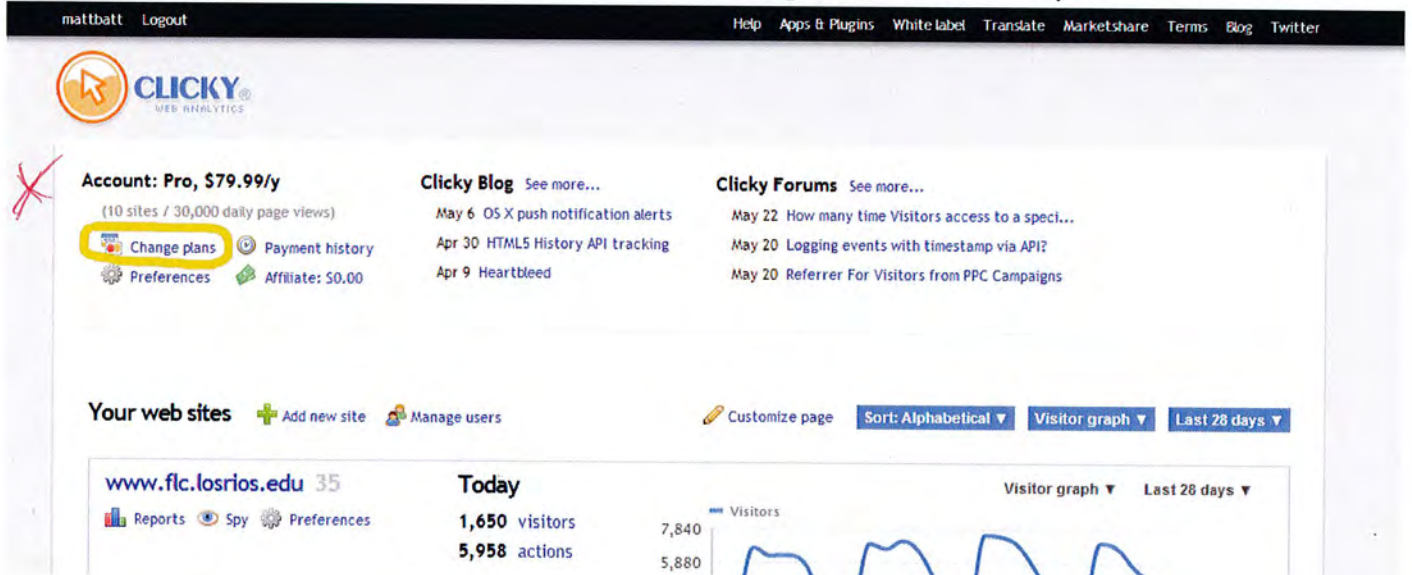 mattbatt Logout Help Apps & Plugins White label Translate Marketshare Terms Blog Twitter
CLICKY®
WEB ANALYTICS
Account: Pro, $79.99/y
(10 sites / 30,000 daily page views)
Change plans Payment history
Preferences Affiliate: $0.00
Clicky Blog See more...
May 6 OS X push notification alerts
Apr 30 HTML5 History API tracking
Apr 9 Heartbleed
Clicky Forums See more...
May 22 How many time Visitors access to a speci...
May 20 Logging events with timestamp via API?
May 20 Referrer For Visitors from PPC Campaigns
Your web sites Add new site Manage users Customize page Sort: Alphabetical ▼ Visitor graph ▼ Last 28 days ▼
www.flc.losrios.edu 35
Reports Spy Preferences
Today
1,650 visitors
5,958 actions
Visitor graph ▼ Last 28 days ▼
Visitors
7,840
5,880